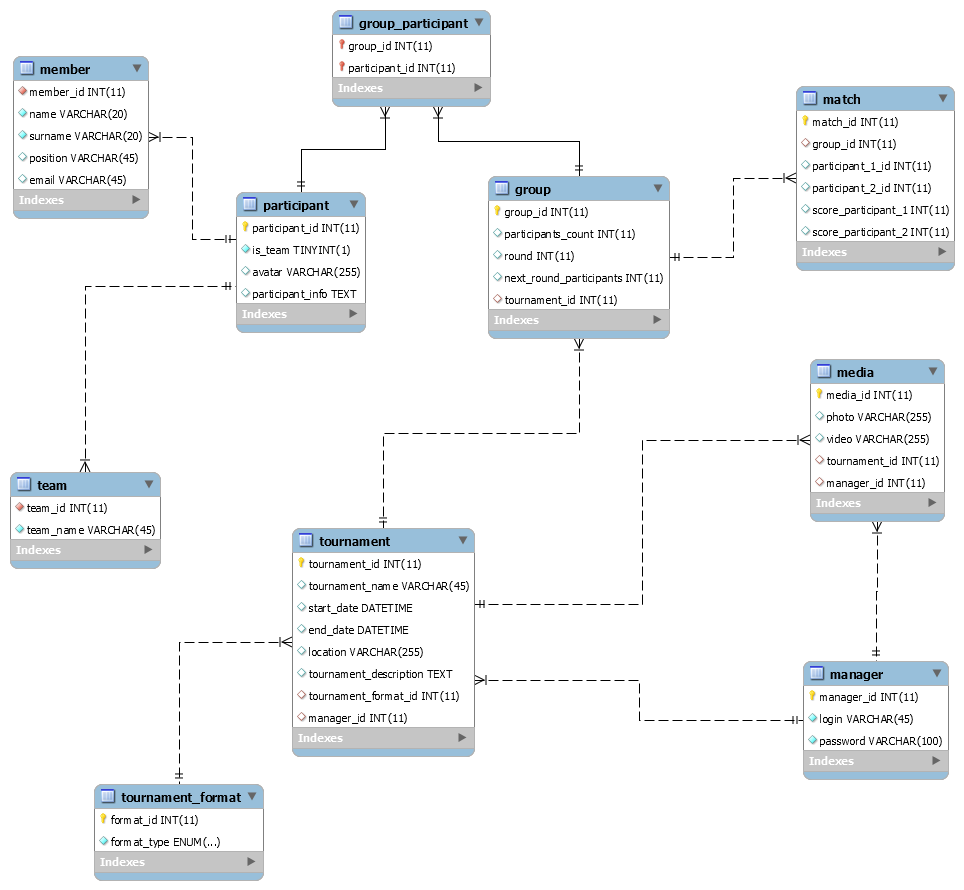 group_participant
group_id INT(11)
participant_id INT(11)
Indexes
member
member_id INT(11)
name VARCHAR(20)
surname VARCHAR(20)
position VARCHAR(45)
email VARCHAR(45)
Indexes
match
match_id INT(11)
group_id INT(11)
participant_1_id INT(11)
participant_2_id INT(11)
score_participant_1 INT(11)
score_participant_2 INT(11)
Indexes
participant
participant_id INT(11)
is_team TINYINT(1)
avatar VARCHAR(255)
participant_info TEXT
Indexes
group
group_id INT(11)
participants_count INT(11)
round INT(11)
next_round_participants INT(11)
tournament_id INT(11)
Indexes
media
media_id INT(11)
photo VARCHAR(255)
video VARCHAR(255)
tournament_id INT(11)
manager_id INT(11)
Indexes
team
team_id INT(11)
team_name VARCHAR(45)
Indexes
tournament
tournament_id INT(11)
tournament_name VARCHAR(45)
start_date DATETIME
end_date DATETIME
location VARCHAR(255)
tournament_description TEXT
tournament_format_id INT(11)
manager_id INT(11)
Indexes
manager
manager_id INT(11)
login VARCHAR(45)
password VARCHAR(100)
Indexes
tournament_format
format_id INT(11)
format_type ENUM(...)
Indexes